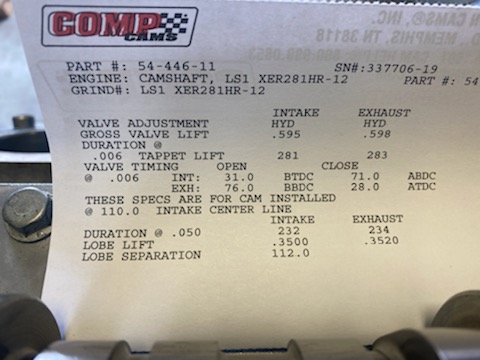 COMP CAMS
PART #: 54-446-11 SN#:337706-19
ENGINE: CAMSHAFT, LS1 XER281HR-12 PART #: 54
GRIND#: LS1 XER281HR-12
INTAKE EXHAUST
VALVE ADJUSTMENT HYD HYD
GROSS VALVE LIFT .595 .598
DURATION @
.006 TAPPET LIFT 281 283
VALVE TIMING OPEN CLOSE
@ .006 INT: 31.0 BTDC 71.0 ABDC
EXH: 76.0 BBDC 28.0 ATDC
THESE SPECS ARE FOR CAM INSTALLED
@ 110.0 INTAKE CENTER LINE
INTAKE EXHAUST
DURATION @ .050 232 234
LOBE LIFT .3500 .3520
LOBE SEPARATION 112.0